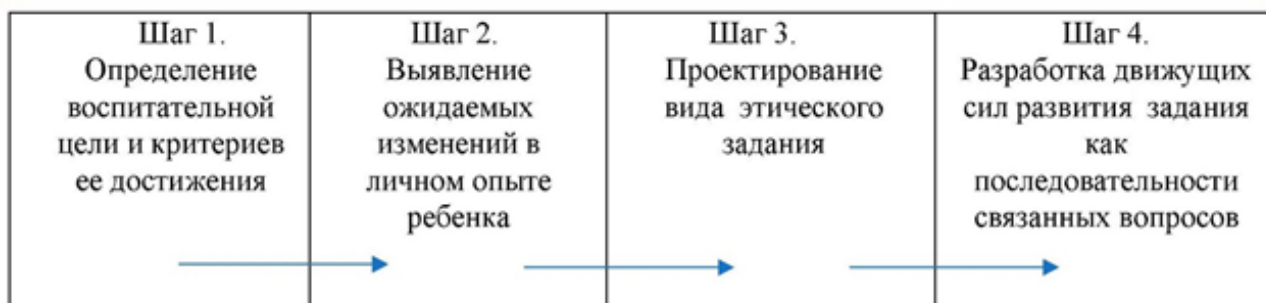 Шаг 1.
Определение
воспитательной
цели и критериев
ее достижения
Шаг 2.
Выявление
ожидаемых
изменений в
личном опыте
ребенка
Шаг 3.
Проектирование
вида этического
задания
Шаг 4.
Разработка движущих
сил развития задания
как
последовательности
связанных вопросов